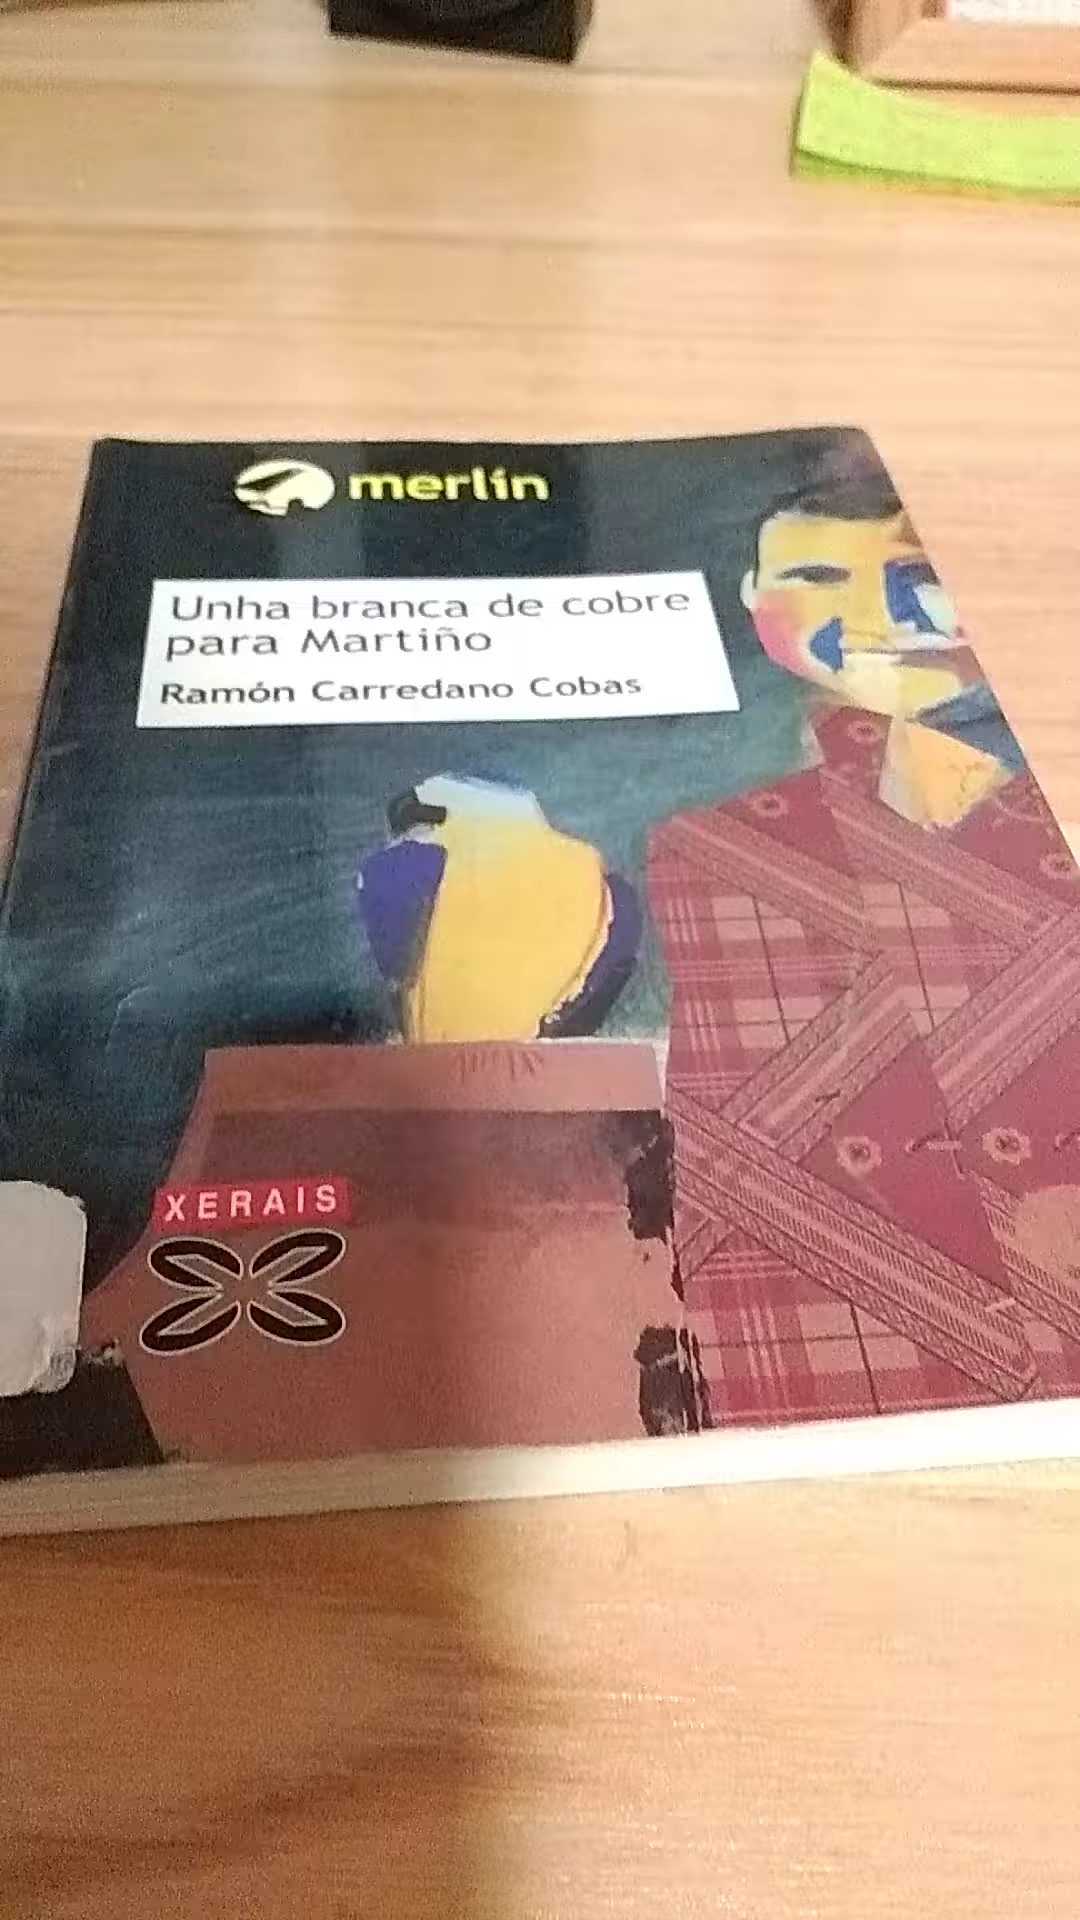 merlín
Unha branca de cobre
para Martiño
Ramón Carredano Cobas
XERAIS